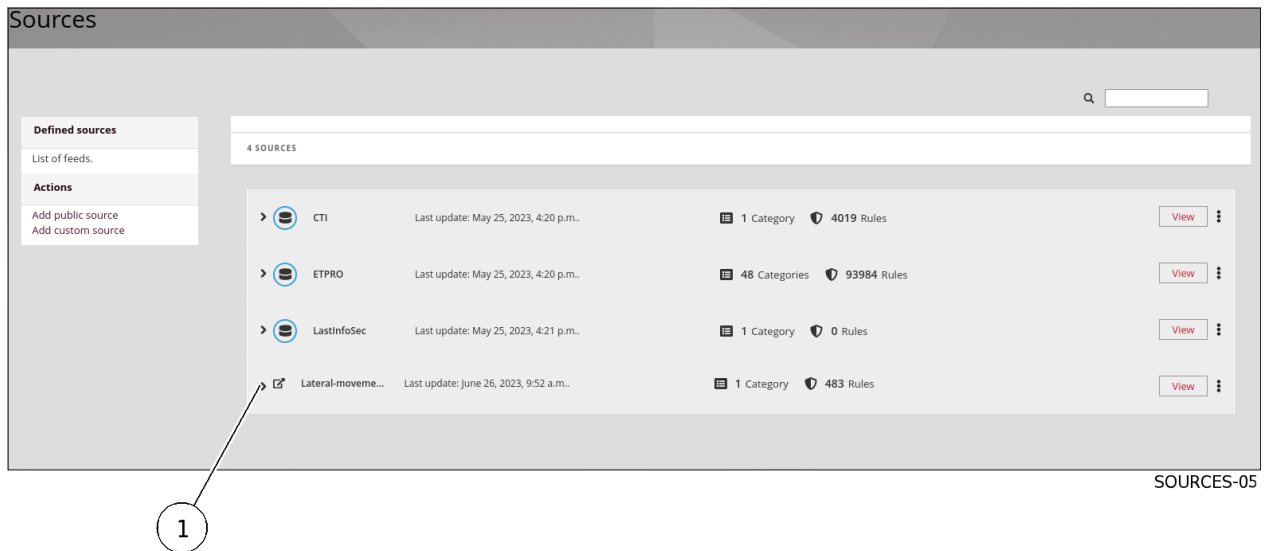 Sources
Defined sources
List of feeds.
Actions
Add public source
Add custom source
4 SOURCES
CTI Last update: May 25, 2023, 4:20 p.m.. 1 Category 4019 Rules View
ETPRO Last update: May 25, 2023, 4:20 p.m.. 48 Categories 93984 Rules View
LastInfoSec Last update: May 25, 2023, 4:21 p.m.. 1 Category 0 Rules View
Lateral-moveme... Last update: June 26, 2023, 9:52 a.m.. 1 Category 483 Rules View
SOURCES-05
1